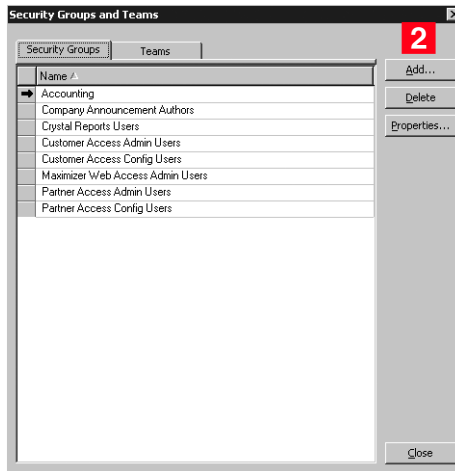 Security Groups and Teams
2
Security Groups
Teams
Name
Add...
Accounting
Delete
Company Announcement Authors
Crystal Reports Users
Properties...
Customer Access Admin Users
Customer Access Config Users
Maximizer Web Access Admin Users
Partner Access Admin Users
Partner Access Config Users
Close